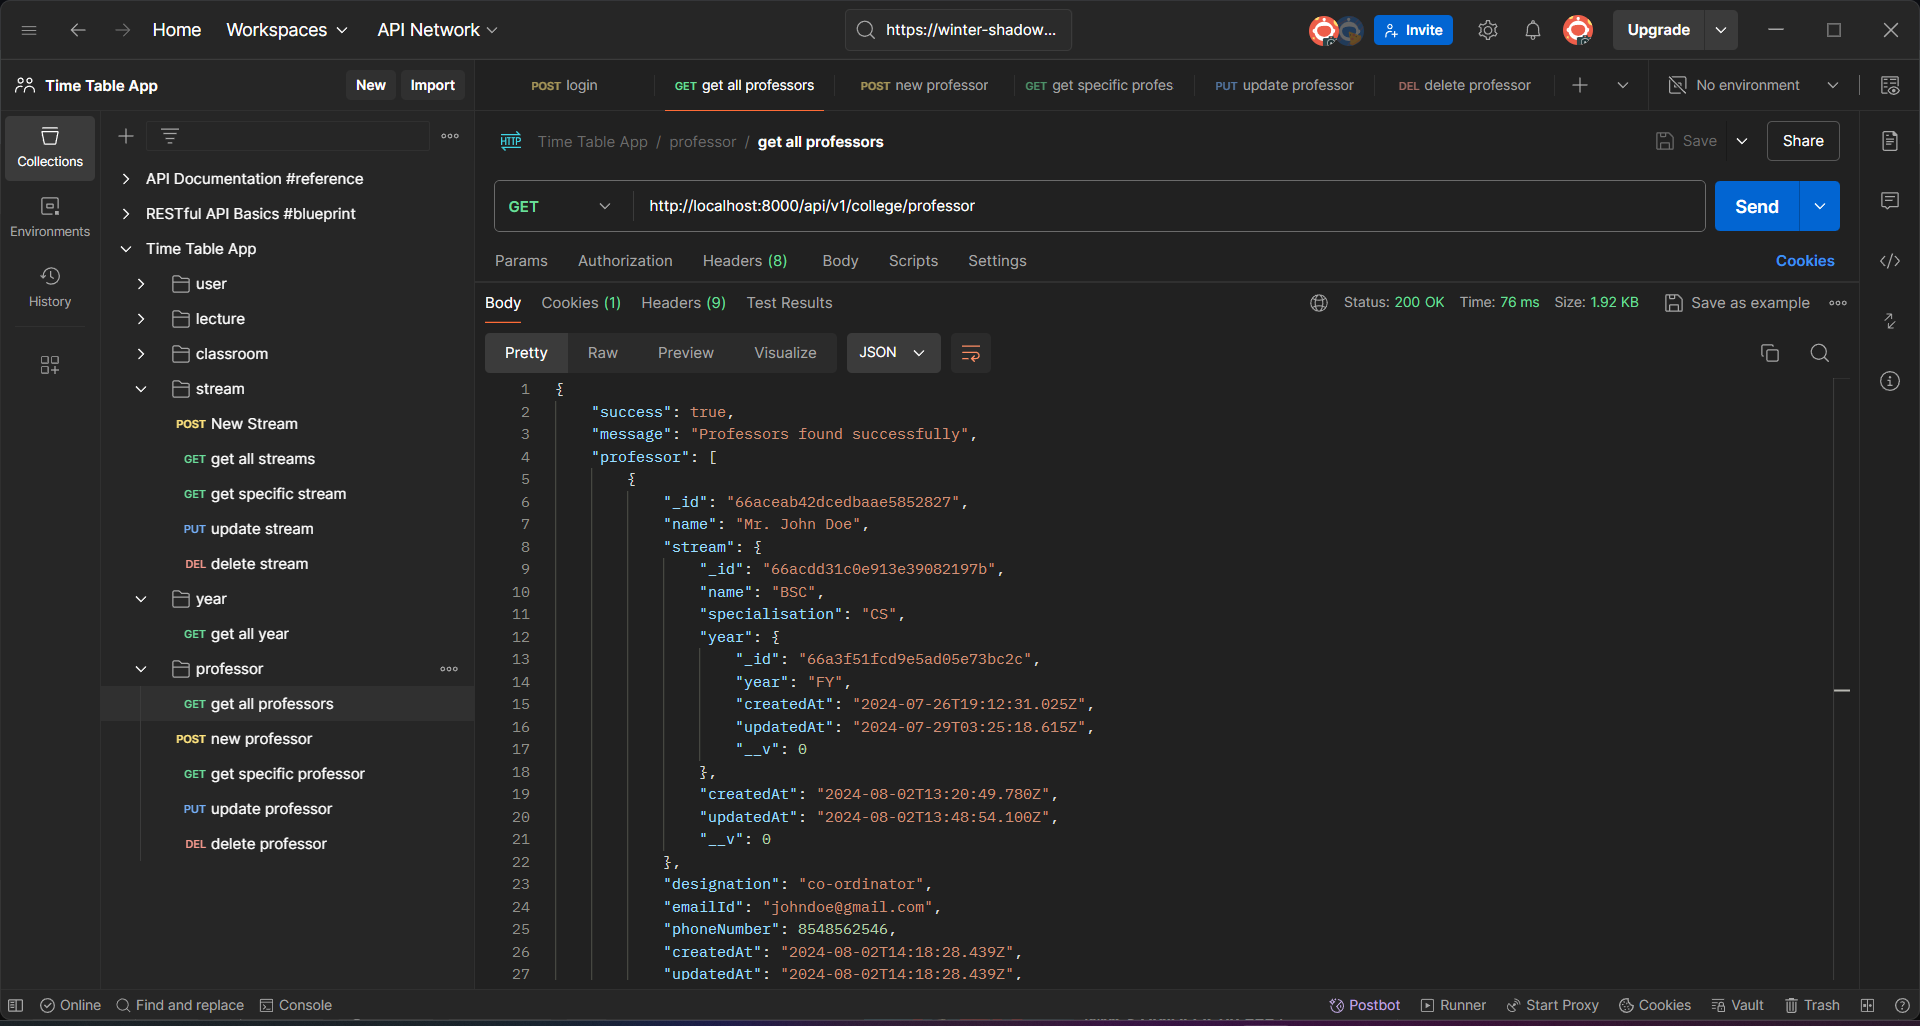 Home Workspaces API Network https://winter-shadow... Invite Upgrade
Time Table App New Import
POST login GET get all professors POST new professor GET get specific profes PUT update professor DEL delete professor No environment
Collections
Environments
History
API Documentation #reference
RESTful API Basics #blueprint
Time Table App
user
lecture
classroom
stream
POST New Stream
GET get all streams
GET get specific stream
PUT update stream
DEL delete stream
year
GET get all year
professor
GET get all professors
POST new professor
GET get specific professor
PUT update professor
DEL delete professor
HTTP Time Table App / professor / get all professors Save Share
GET http://localhost:8000/api/v1/college/professor Send
Params Authorization Headers (8) Body Scripts Settings Cookies
Body Cookies (1) Headers (9) Test Results Status: 200 OK Time: 76 ms Size: 1.92 KB Save as example
Pretty Raw Preview Visualize JSON
1 {
2 "success": true,
3 "message": "Professors found successfully",
4 "professor": [
5 {
6 "_id": "66aceab42dcedbaae5852827",
7 "name": "Mr. John Doe",
8 "stream": {
9 "_id": "66acdd31c0e913e39082197b",
10 "name": "BSC",
11 "specialisation": "CS",
12 "year": {
13 "_id": "66a3f51fcd9e5ad05e73bc2c",
14 "year": "FY",
15 "createdAt": "2024-07-26T19:12:31.025Z",
16 "updatedAt": "2024-07-29T03:25:18.615Z",
17 "__v": 0
18 },
19 "createdAt": "2024-08-02T13:20:49.780Z",
20 "updatedAt": "2024-08-02T13:48:54.100Z",
21 "__v": 0
22 },
23 "designation": "co-ordinator",
24 "emailId": "johndoe@gmail.com",
25 "phoneNumber": 8548562546,
26 "createdAt": "2024-08-02T14:18:28.439Z",
27 "updatedAt": "2024-08-02T14:18:28.439Z",
Online Find and replace Console Postbot Runner Start Proxy Cookies Vault Trash